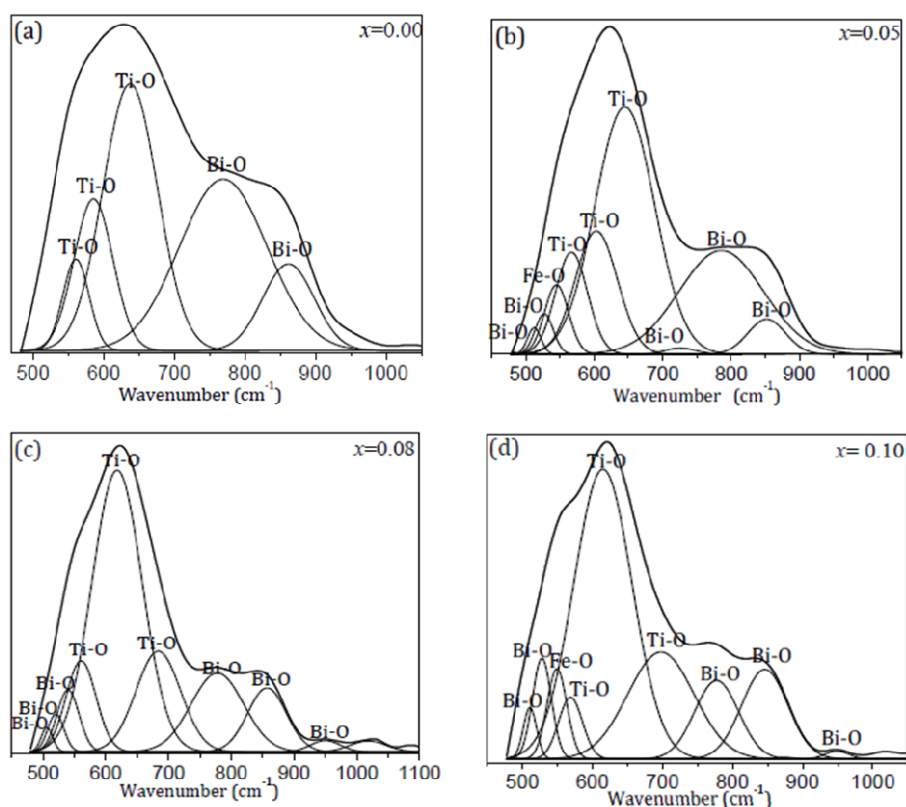 (a)
x=0.00
Ti-O
Ti-O
Ti-O
Bi-O
Bi-O
500 600 700 800 900 1000
Wavenumber (cm-1)
(b)
x=0.05
Ti-O
Ti-O
Ti-O
Fe-O
Bi-O
Bi-O
Bi-O
Bi-O
Bi-O
500 600 700 800 900 1000
Wavenumber (cm-1)
(c)
x=0.08
Ti-O
Ti-O
Ti-O
Bi-O
Bi-O
Bi-O
Bi-O
Bi-O
Bi-O
500 600 700 800 900 1000 1100
Wavenumber (cm-1)
(d)
x= 0.10
Ti-O
Bi-O
Fe-O
Ti-O
Bi-O
Ti-O
Bi-O
Bi-O
Bi-O
500 600 700 800 900 1000
Wavenumber (cm-1)